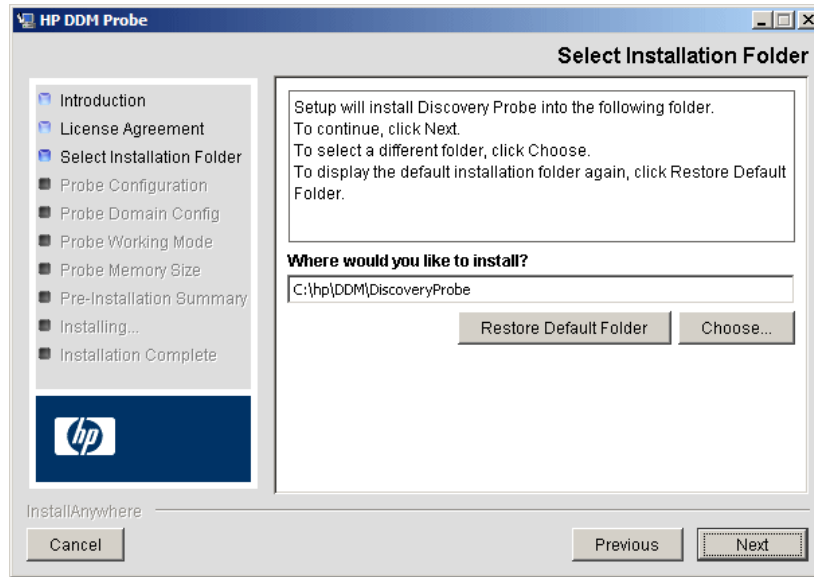 HP DDM Probe
Select Installation Folder
Introduction
License Agreement
Select Installation Folder
Probe Configuration
Probe Domain Config
Probe Working Mode
Probe Memory Size
Pre-Installation Summary
Installing...
Installation Complete
hp
Setup will install Discovery Probe into the following folder.
To continue, click Next.
To select a different folder, click Choose.
To display the default installation folder again, click Restore Default
Folder.
Where would you like to install?
C:\hp\DDM\DiscoveryProbe
Restore Default Folder
Choose...
InstallAnywhere
Cancel
Previous
Next